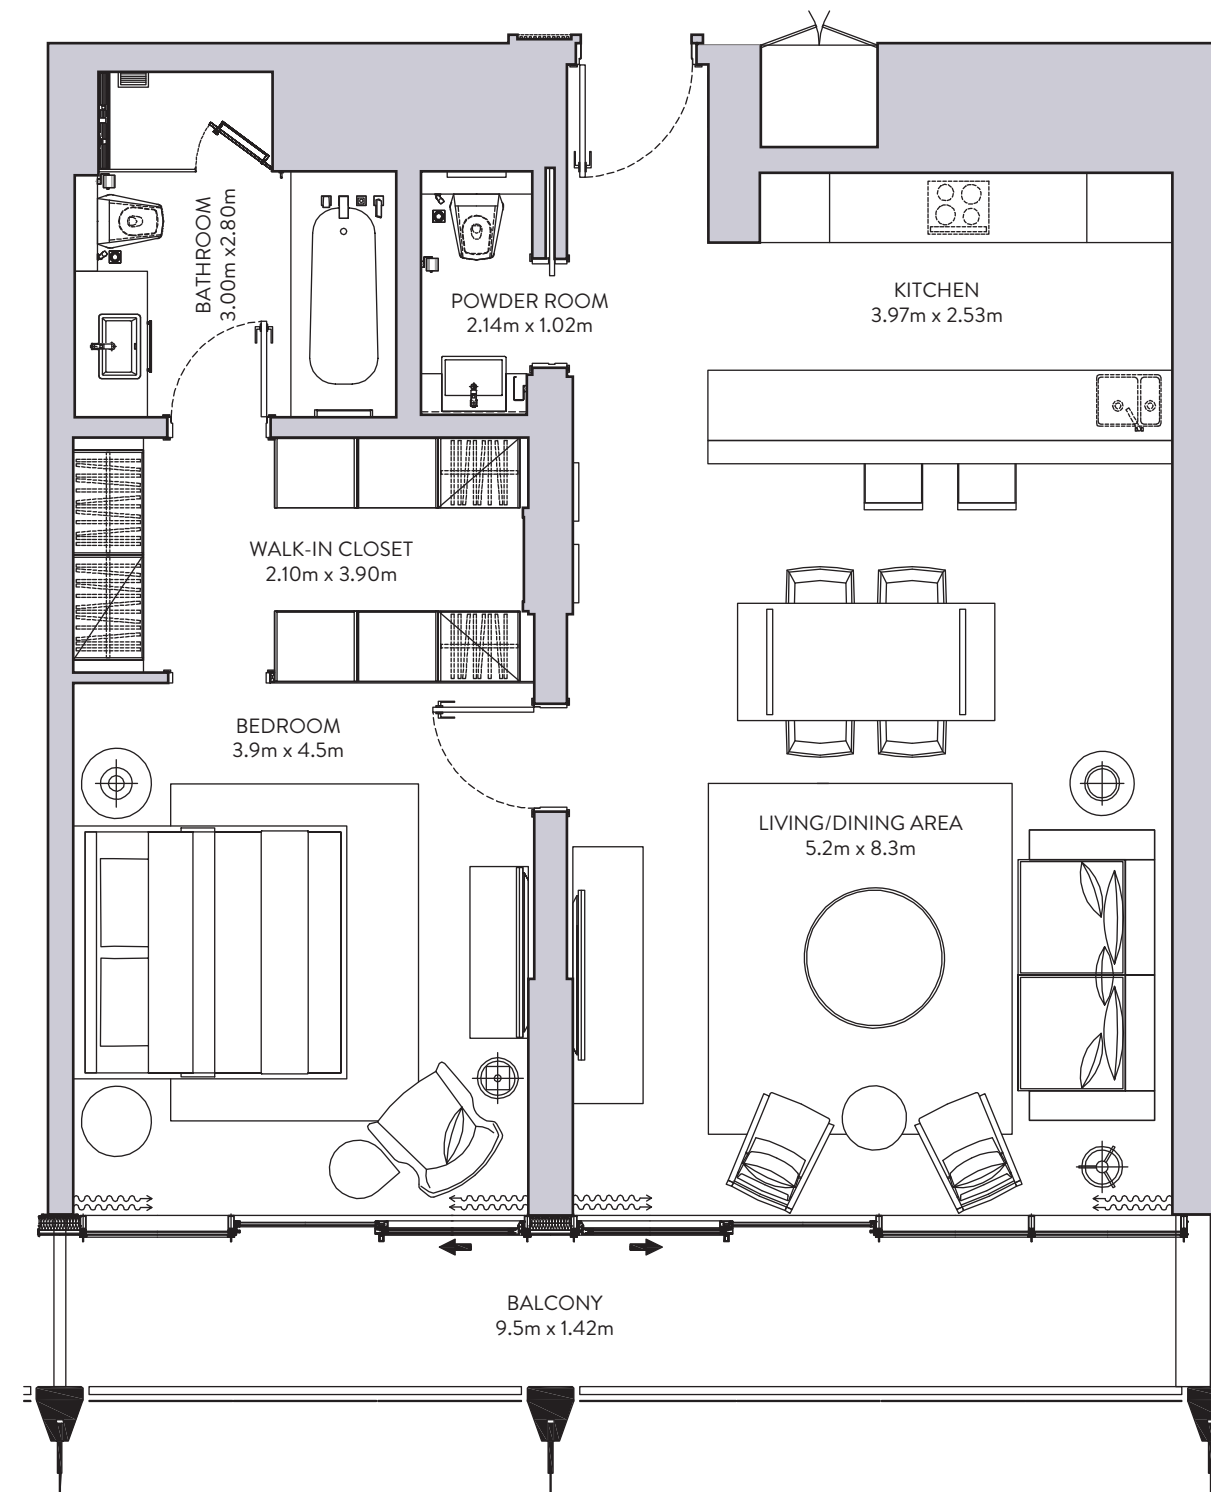 BATHROOM
3.00m x2.80m
POWDER ROOM
2.14m x 1.02m
KITCHEN
3.97m x 2.53m
WALK-IN CLOSET
2.10m x 3.90m
BEDROOM
3.9m x 4.5m
LIVING/DINING AREA
5.2m x 8.3m
BALCONY
9.5m x 1.42m